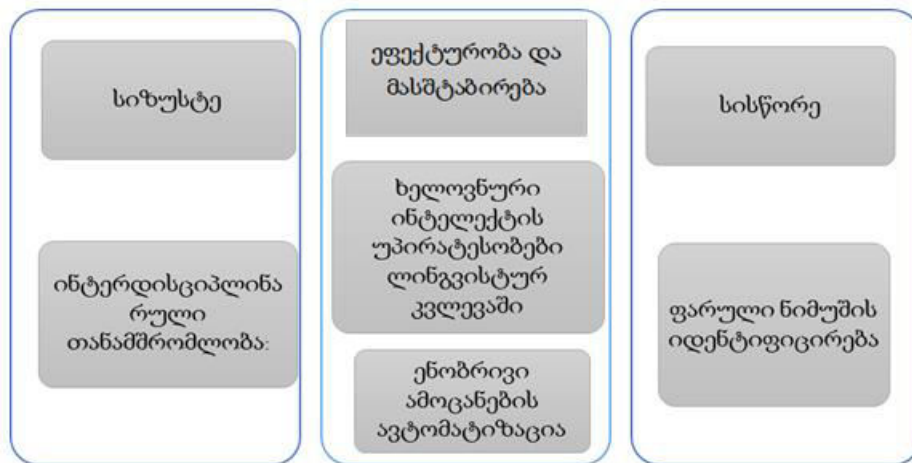 სიზუსტე
ინტერდისციპლინა
რული
თანამშრომლობა:
ეფექტურობა და
მასშტაბირება
ხელოვნური
ინტელექტის
უპირატესობები
ლინგვისტურ
კვლევაში
ენობრივი
ამოცანების
ავტომატიზაცია
სისწორე
ფარული ნიმუშის
იდენტიფიცირება